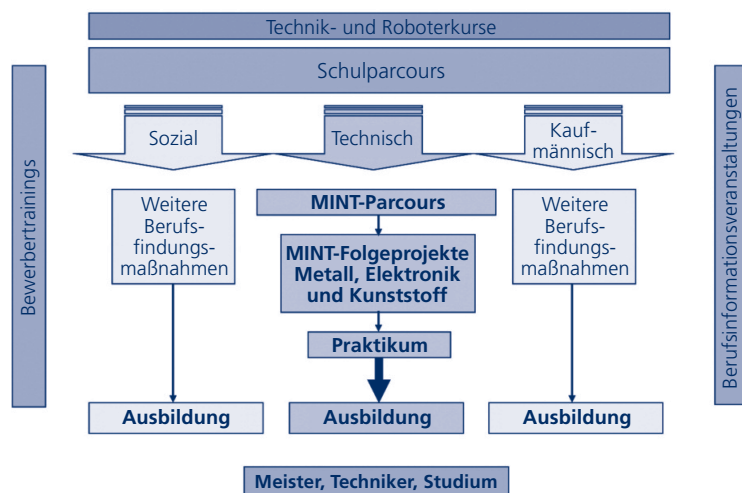 Technik- und Roboterkurse
Schulparcours
Bewerbertrainings
Berufsinformationsveranstaltungen
Sozial
Technisch
Kauf-
männisch
Weitere
Berufs-
findungs-
maßnahmen
MINT-Parcours
MINT-Folgeprojekte
Metall, Elektronik
und Kunststoff
Praktikum
Weitere
Berufs-
findungs-
maßnahmen
Ausbildung
Ausbildung
Ausbildung
Meister, Techniker, Studium